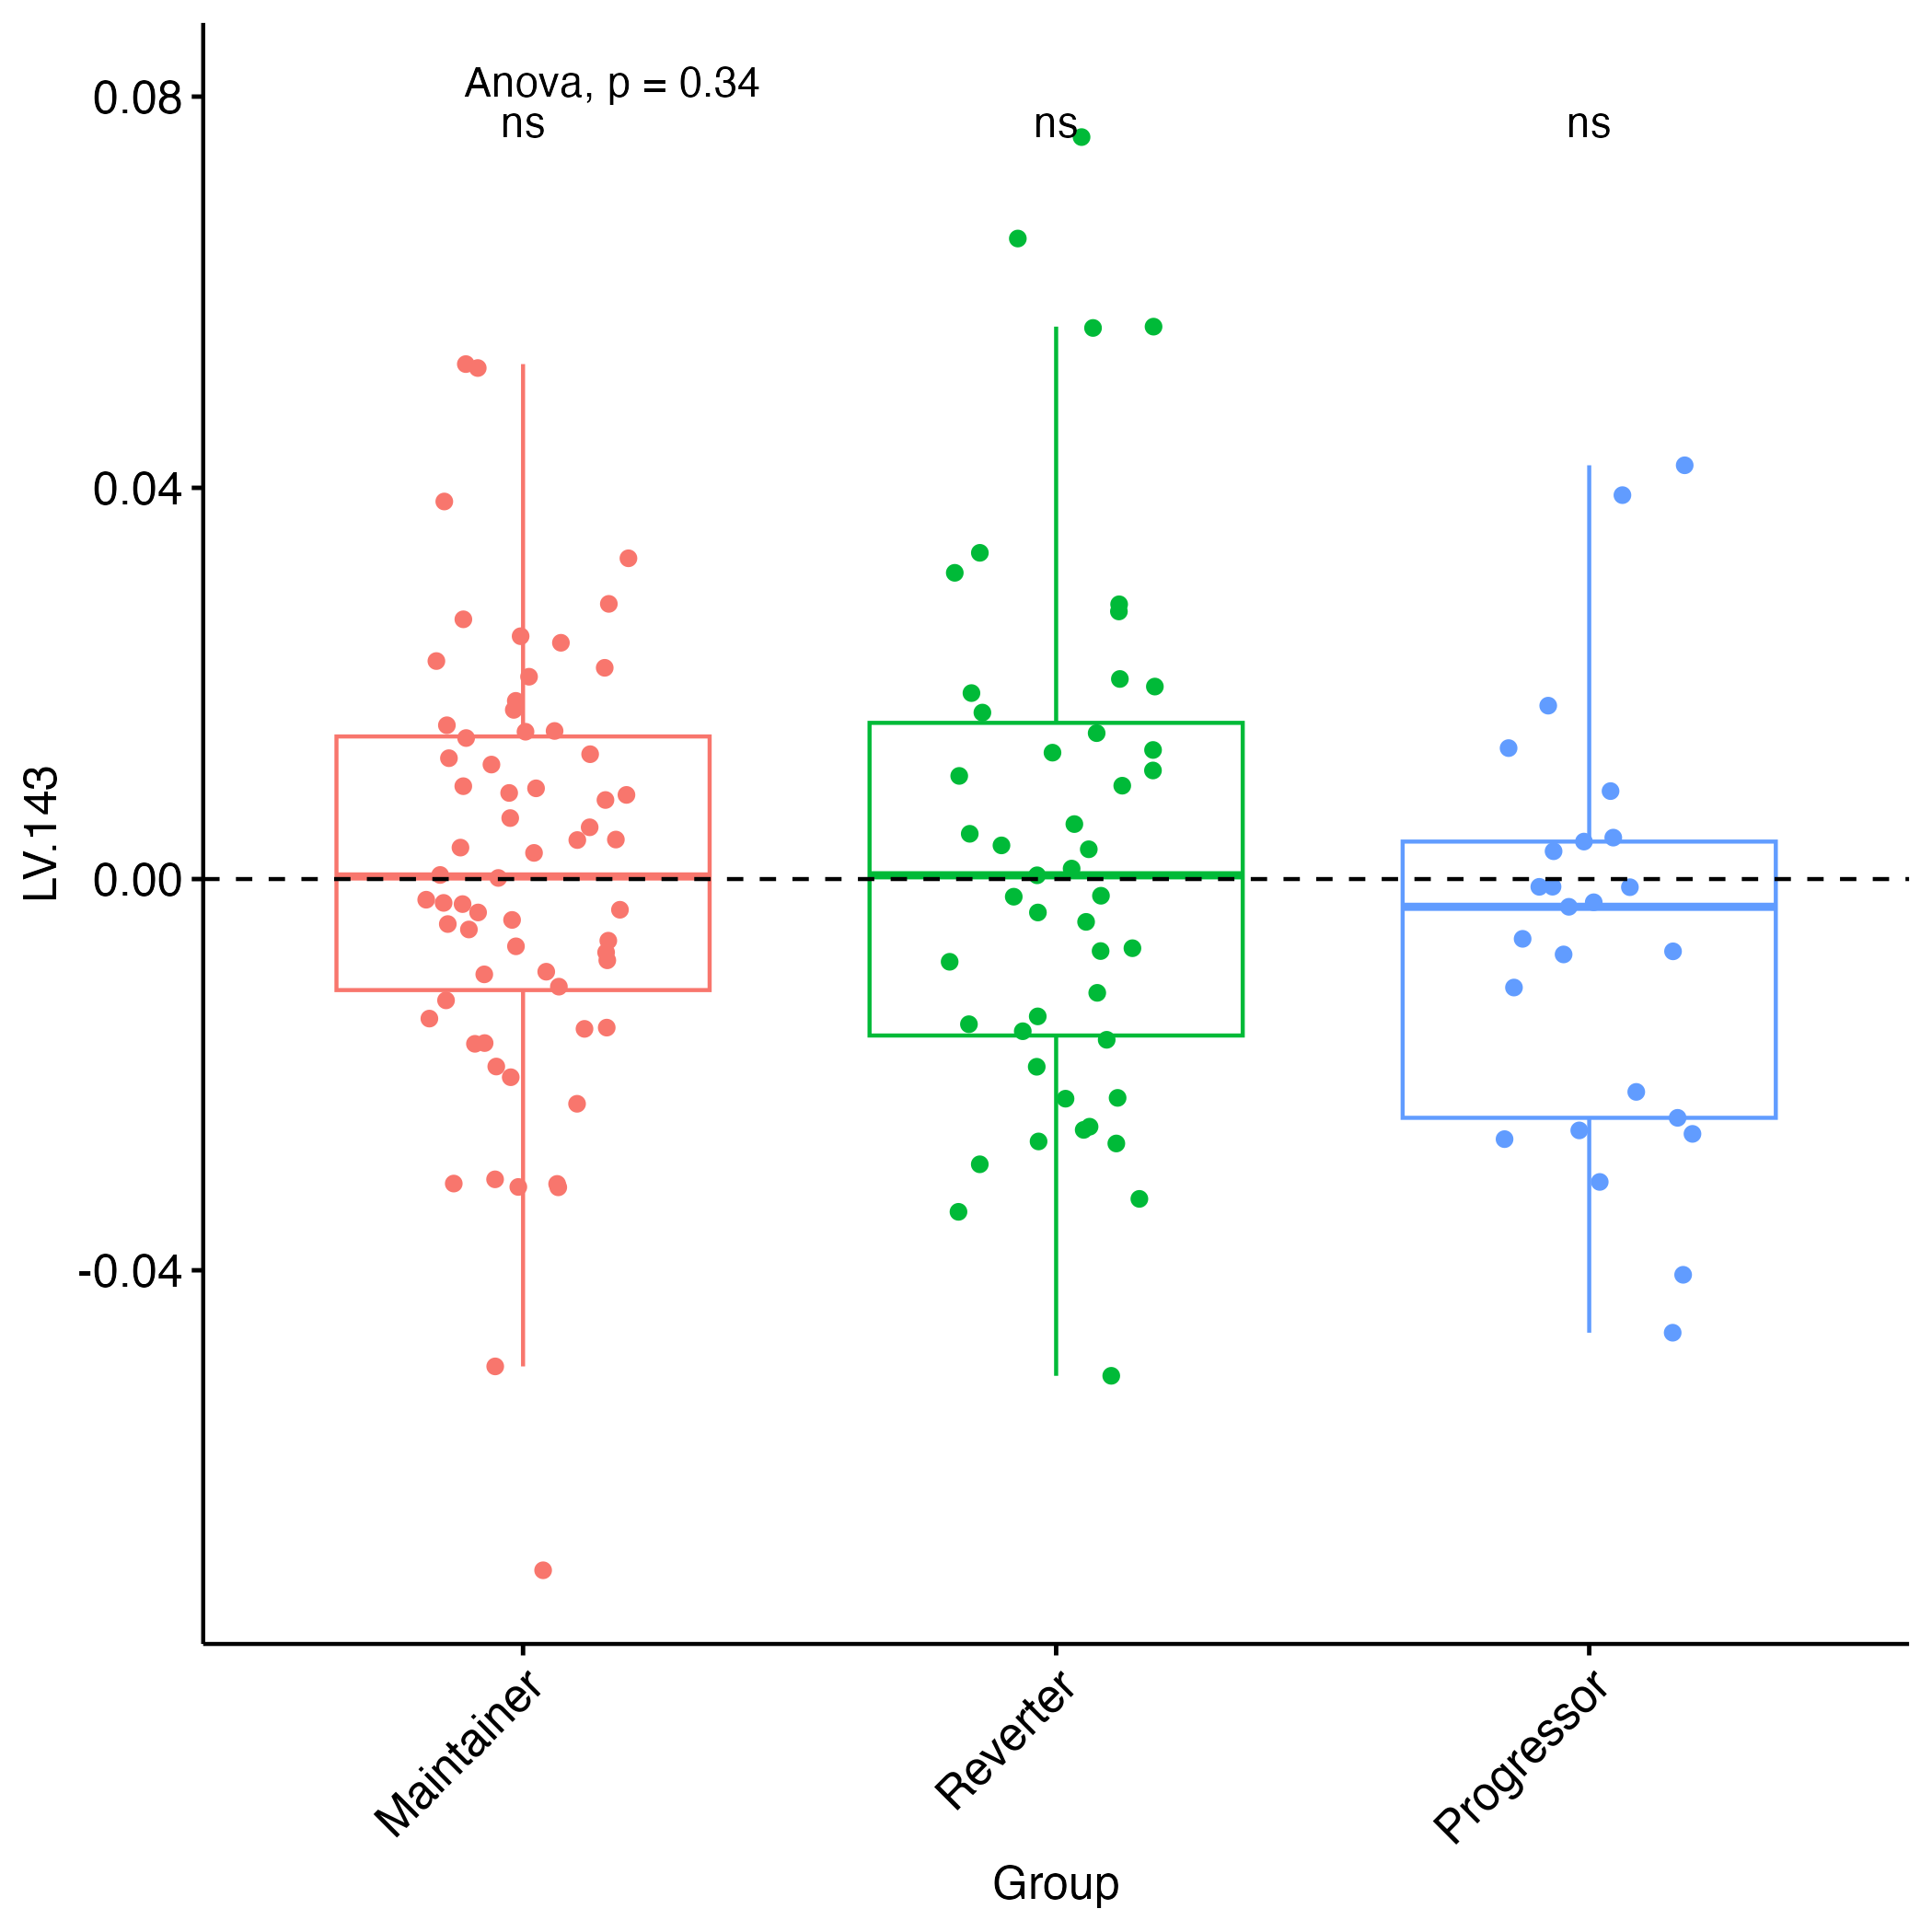 Anova, p = 0.34
ns ns ns
0.08
0.04
0.00
-0.04
LV.143
Maintainer Reverter Progressor
Group